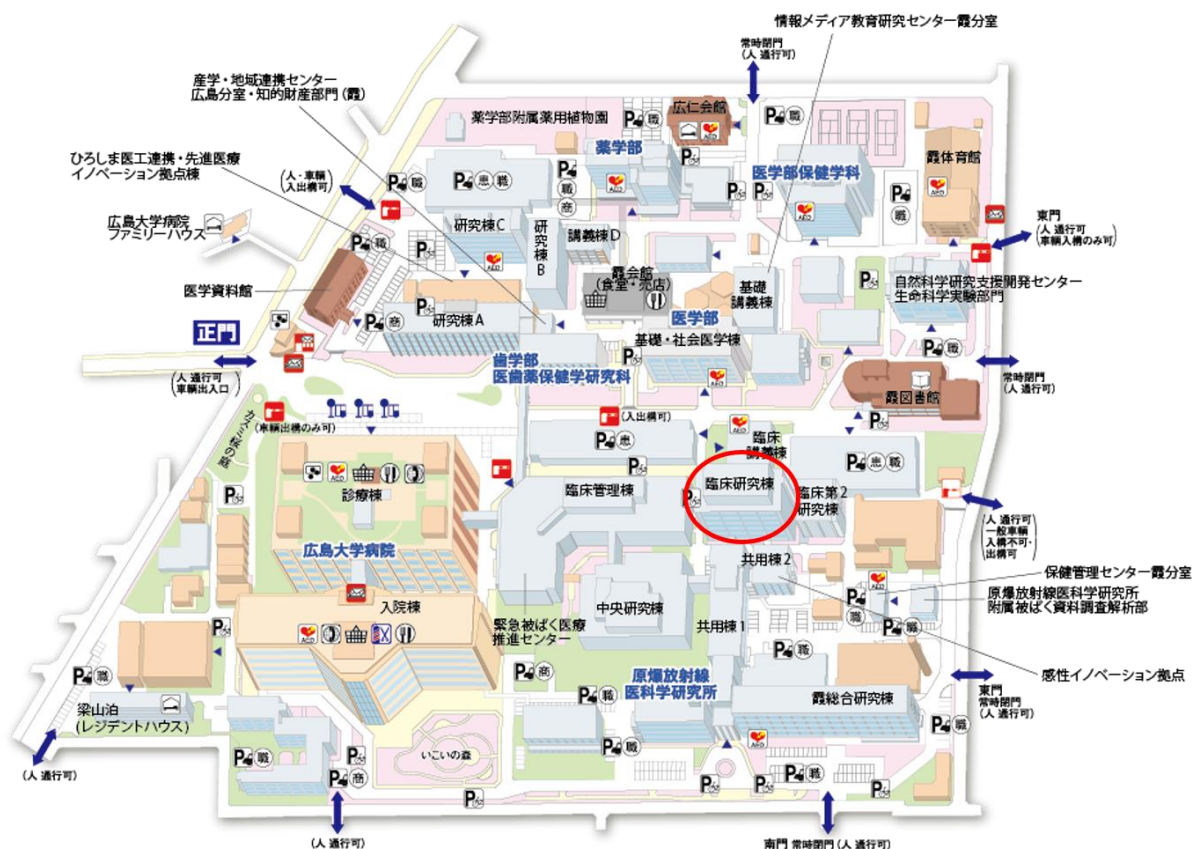 情報メディア教育研究センター霞分室
常時閉門
(人 通行可)
産学・地域連携センター
広島分室・知的財産部門(霞)
広仁会館
薬学部附属薬用植物園
薬学部
医学部保健学科
霞体育館
ひろしま医工連携・先進医療
イノベーション拠点棟
(人・車輌
入出構可)
広島大学病院
ファミリーハウス
研究棟C
研究棟B
講義棟D
東門
(人 通行可
車輌入構のみ可)
霞会館
(食堂・売店)
基礎
講義棟
自然科学研究支援開発センター
生命科学実験部門
医学資料館
研究棟A
医学部
基礎・社会医学棟
正門
(人 通行可
車輌出入口)
歯学部
医歯薬保健学研究科
常時閉門
(人 通行可)
霞図書館
カスミ桜の庭
(車輌出構のみ可)
(入出構可)
臨床
講義棟
診療棟
臨床管理棟
臨床研究棟
臨床第2
研究棟
(人 通行可
一般車輌
入構不可・
出構可)
広島大学病院
共用棟2
保健管理センター霞分室
原爆放射線医科学研究所
附属被ばく資料調査解析部
入院棟
中央研究棟
緊急被ばく医療
推進センター
共用棟1
感性イノベーション拠点
原爆放射線
医科学研究所
霞総合研究棟
東門
常時閉門
(人 通行可)
梁山泊
(レジデントハウス)
いこいの森
(人 通行可)
(人 通行可)
南門 常時閉門(人 通行可)